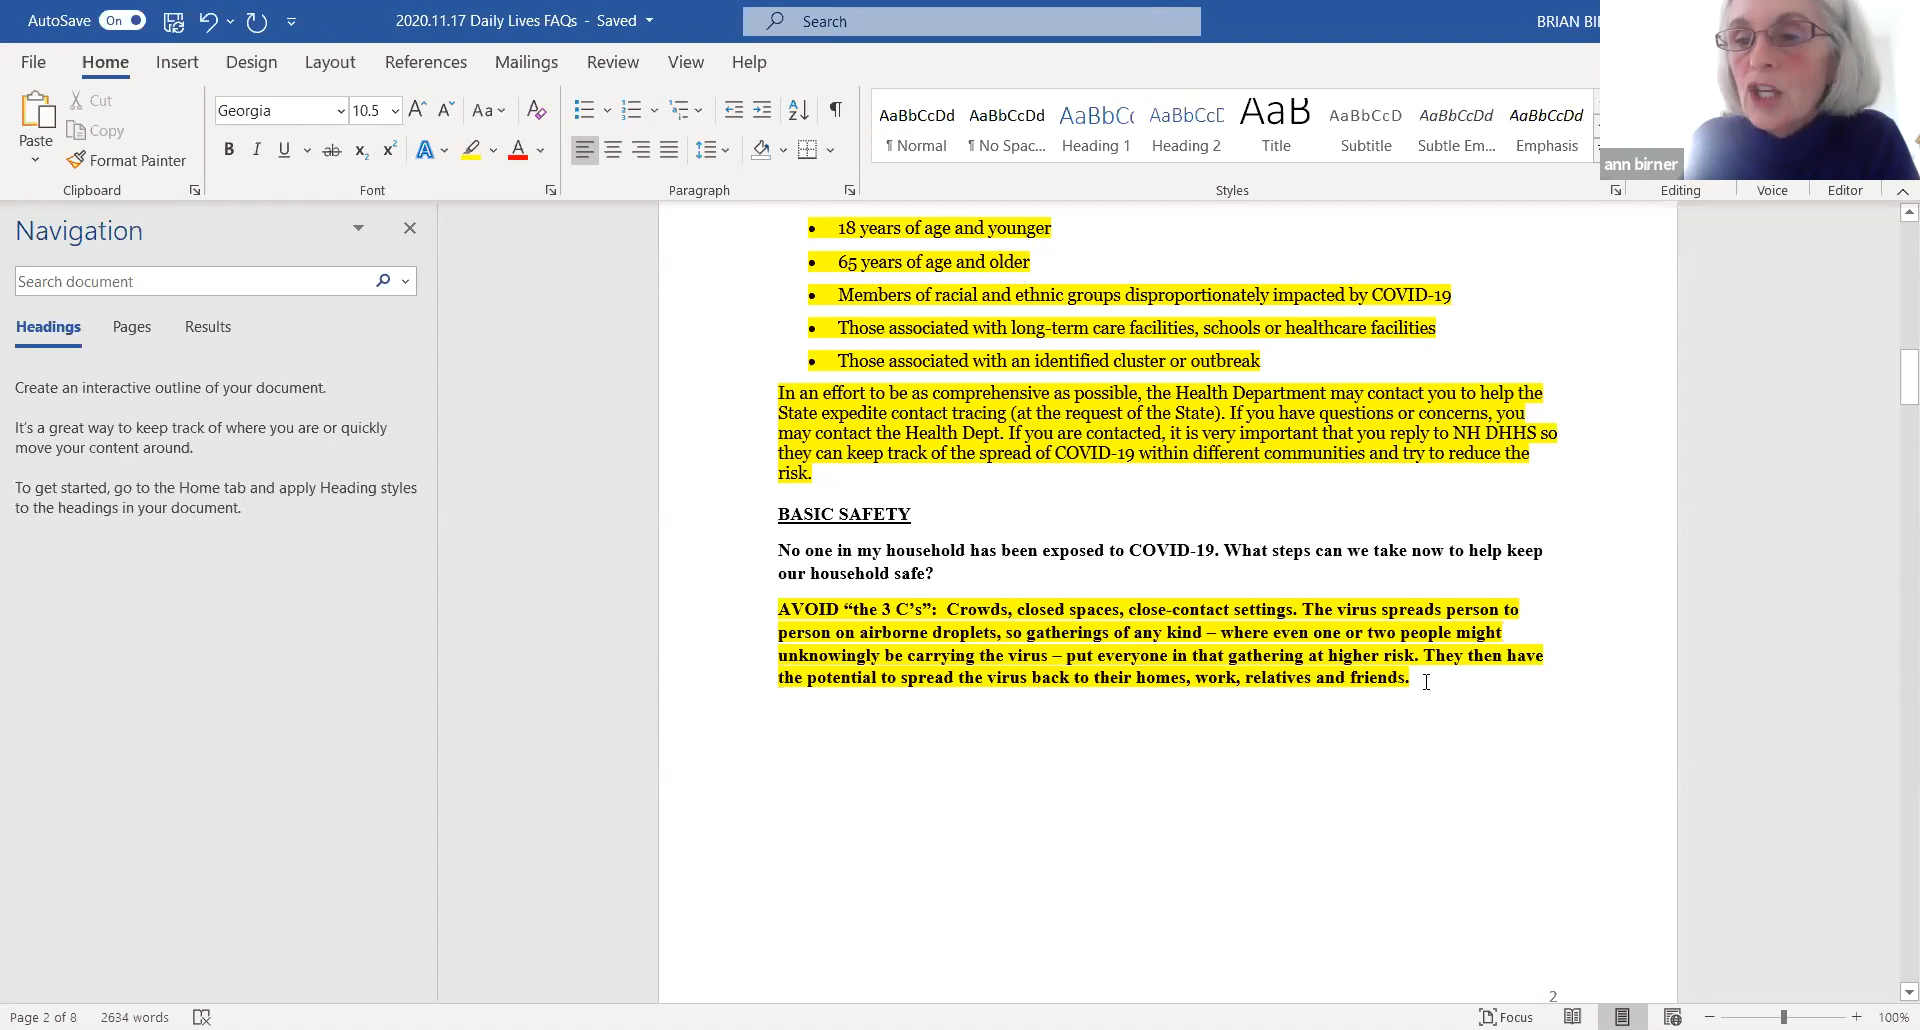 AutoSave On 2020.11.17 Daily Lives FAQs - Saved Search BRIAN
File Home Insert Design Layout References Mailings Review View Help
Paste Cut Copy Format Painter
Georgia 10.5 Aa
B I U ab x2 x2 A A
AaBbCcDd AaBbCcDd AaBbCc AaBbCcD AaB AaBbCcD AaBbCcDd AaBbCcDd
¶ Normal ¶ No Spac... Heading 1 Heading 2 Title Subtitle Subtle Em... Emphasis
ann birner
Clipboard Font Paragraph Styles Editing Voice Editor
Navigation
Search document
Headings Pages Results
Create an interactive outline of your document.
It's a great way to keep track of where you are or quickly
move your content around.
To get started, go to the Home tab and apply Heading styles
to the headings in your document.
• 18 years of age and younger
• 65 years of age and older
• Members of racial and ethnic groups disproportionately impacted by COVID-19
• Those associated with long-term care facilities, schools or healthcare facilities
• Those associated with an identified cluster or outbreak
In an effort to be as comprehensive as possible, the Health Department may contact you to help the
State expedite contact tracing (at the request of the State). If you have questions or concerns, you
may contact the Health Dept. If you are contacted, it is very important that you reply to NH DHHS so
they can keep track of the spread of COVID-19 within different communities and try to reduce the
risk.
BASIC SAFETY
No one in my household has been exposed to COVID-19. What steps can we take now to help keep
our household safe?
AVOID “the 3 C’s”: Crowds, closed spaces, close-contact settings. The virus spreads person to
person on airborne droplets, so gatherings of any kind – where even one or two people might
unknowingly be carrying the virus – put everyone in that gathering at higher risk. They then have
the potential to spread the virus back to their homes, work, relatives and friends.
2
Page 2 of 8 2634 words Focus 100%